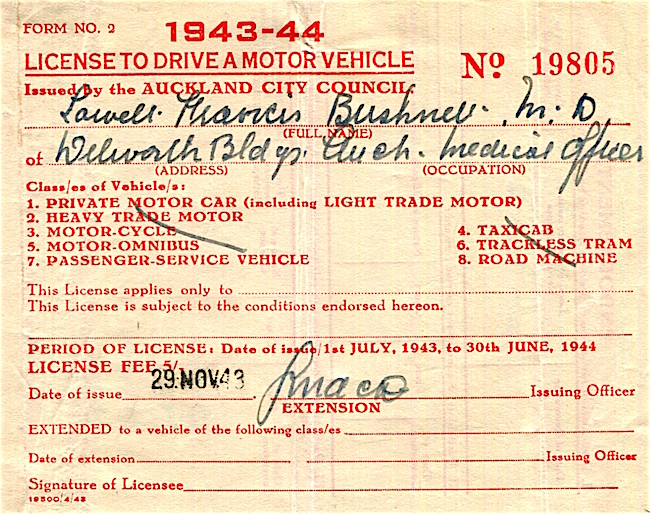 FORM NO. 2
1943-44
LICENSE TO DRIVE A MOTOR VEHICLE
No 19805
Issued by the AUCKLAND CITY COUNCIL
Lowell Francis Bushnell. M.D
(FULL NAME)
of Dilworth Bldgs. Auck. Medical Officer
(ADDRESS) (OCCUPATION)
Class/es of Vehicle/s:
1. PRIVATE MOTOR CAR (including LIGHT TRADE MOTOR)
2. HEAVY TRADE MOTOR
3. MOTOR-CYCLE 4. TAXICAB
5. MOTOR-OMNIBUS 6. TRACKLESS TRAM
7. PASSENGER-SERVICE VEHICLE 8. ROAD MACHINE
This License applies only to
This License is subject to the conditions endorsed hereon.
PERIOD OF LICENSE: Date of issue/1st JULY, 1943, to 30th JUNE, 1944
LICENSE FEE 5/-
Date of issue 29 NOV 43 Issuing Officer
EXTENSION
EXTENDED to a vehicle of the following class/es
Date of extension Issuing Officer
Signature of Licensee
19500/4/43